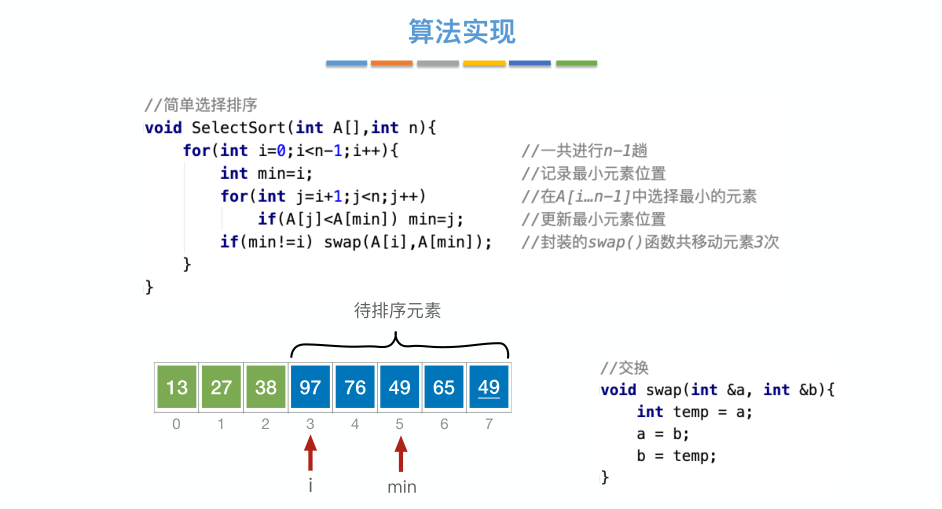 算法实现
//简单选择排序
void SelectSort(int A[],int n){
for(int i=0;i<n-1;i++){ //一共进行n-1趟
int min=i; //记录最小元素位置
for(int j=i+1;j<n;j++) //在A[i…n-1]中选择最小的元素
if(A[j]<A[min]) min=j; //更新最小元素位置
if(min!=i) swap(A[i],A[min]); //封装的swap()函数共移动元素3次
}
}
待排序元素
13 27 38 97 76 49 65 49
0 1 2 3 4 5 6 7
i min
//交换
void swap(int &a, int &b){
int temp = a;
a = b;
b = temp;
}